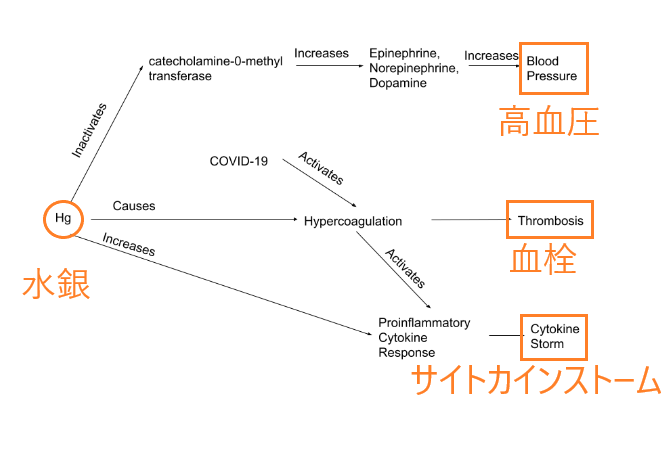 catecholamine-0-methyl
transferase
Increases
Epinephrine,
Norepinephrine,
Dopamine
Increases
Blood
Pressure
高血圧
Inactivates
COVID-19
Activates
Hg
水銀
Causes
Hypercoagulation
Thrombosis
血栓
Increases
Activates
Proinflammatory
Cytokine
Response
Cytokine
Storm
サイトカインストーム